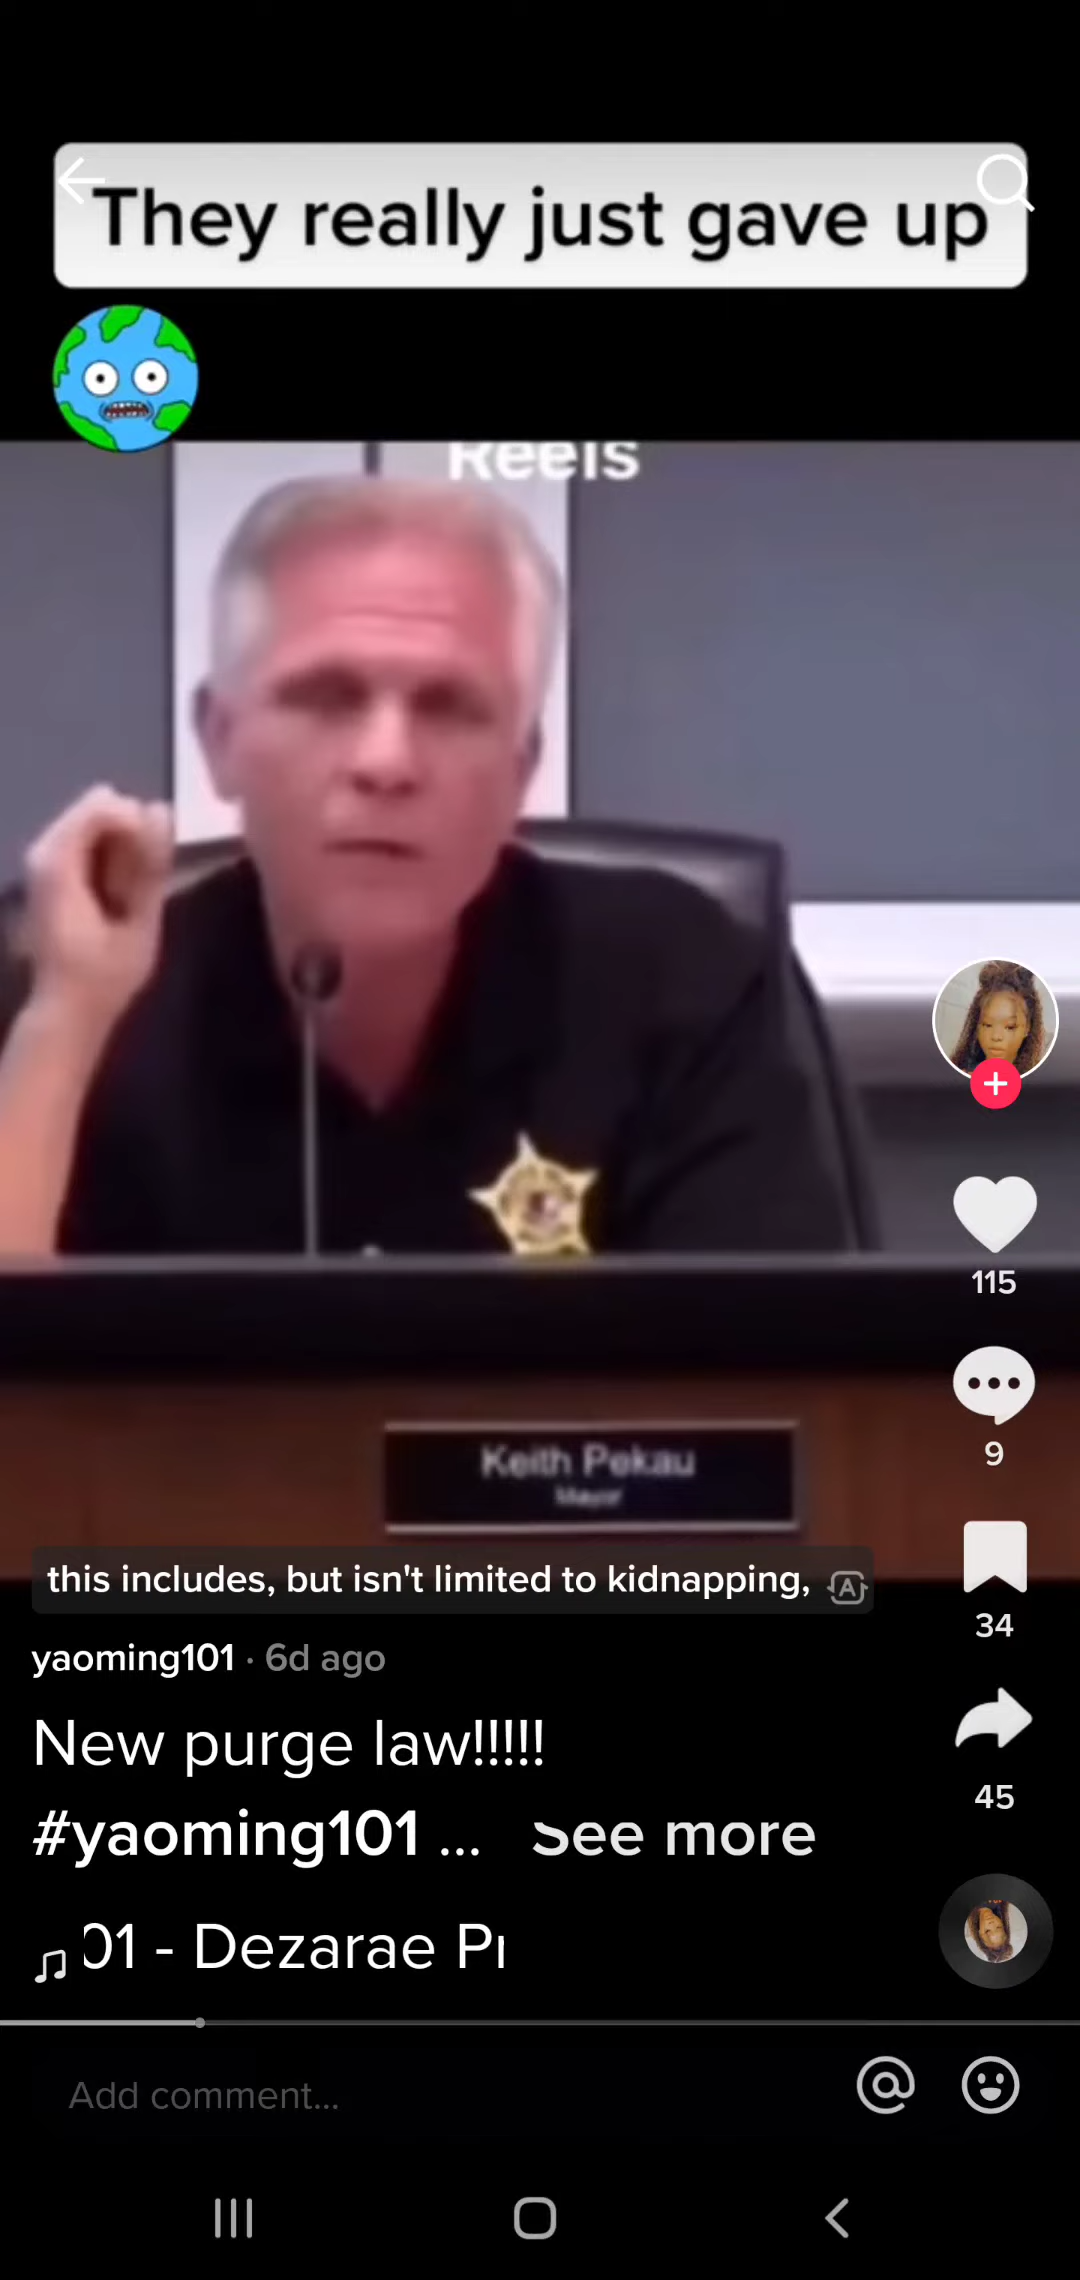 They really just gave up
Reels
Keith Pekau
Mayor
this includes, but isn't limited to kidnapping,
yaoming101 · 6d ago
New purge law!!!!!
#yaoming101 ... See more
01 - Dezarae
115
9
34
45
Add comment...